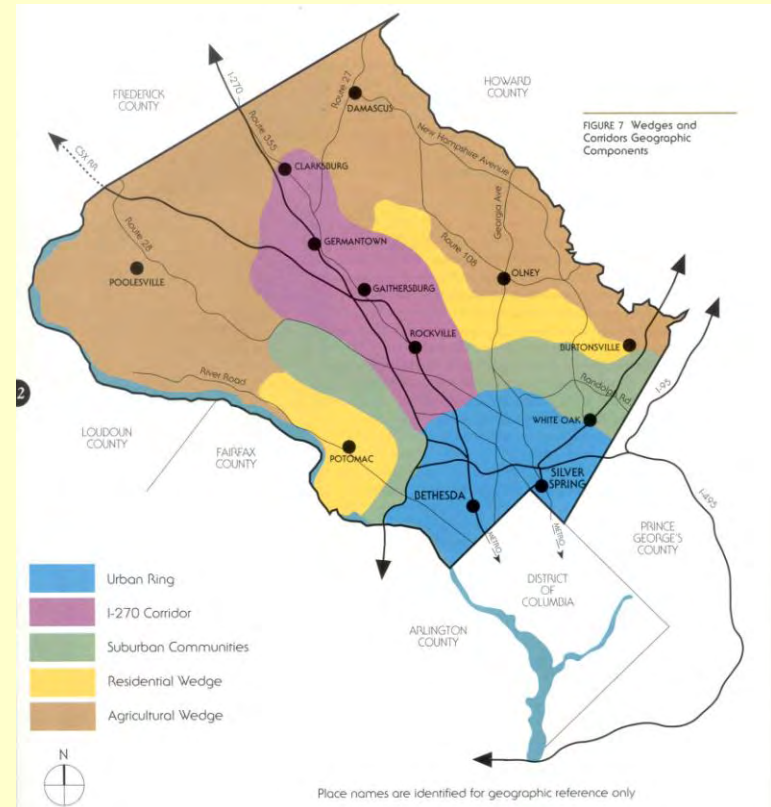 FIGURE 7 Wedges and
Corridors Geographic
Components
FREDERICK
COUNTY
HOWARD
COUNTY
I-270
Route 355
Route 27
DAMASCUS
New Hampshire Avenue
CSX RR
CLARKSBURG
Route 28
GERMANTOWN
Georgia Ave
Route 108
POOLESVILLE
OLNEY
GAITHERSBURG
ROCKVILLE
BURTONSVILLE
River Road
Randolph Rd
I-95
2
WHITE OAK
LOUDOUN
COUNTY
FAIRFAX
COUNTY
POTOMAC
SILVER
SPRING
BETHESDA
I-495
METRO
METRO
PRINCE
GEORGE'S
COUNTY
DISTRICT
OF
COLUMBIA
ARLINGTON
COUNTY
Urban Ring
I-270 Corridor
Suburban Communities
Residential Wedge
Agricultural Wedge
N
Place names are identified for geographic reference only